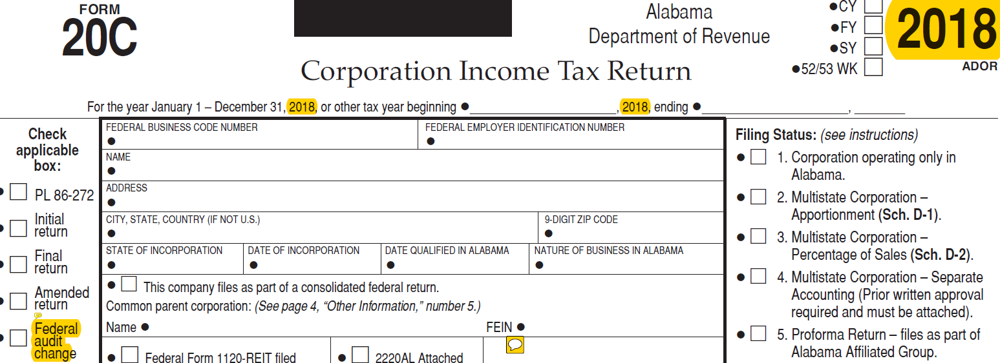 FORM
20C
Alabama
Department of Revenue
Corporation Income Tax Return
●CY
●FY
●SY
●52/53 WK
2018
ADOR
For the year January 1 – December 31, 2018, or other tax year beginning ●_______________________, 2018, ending ●_______________________, ________
Check
applicable
box:
● PL 86-272
● Initial
return
● Final
return
● Amended
return
● Federal
audit
change
FEDERAL BUSINESS CODE NUMBER
●
FEDERAL EMPLOYER IDENTIFICATION NUMBER
●
NAME
●
ADDRESS
●
CITY, STATE, COUNTRY (IF NOT U.S.)
●
9-DIGIT ZIP CODE
●
STATE OF INCORPORATION
●
DATE OF INCORPORATION
●
DATE QUALIFIED IN ALABAMA
●
NATURE OF BUSINESS IN ALABAMA
●
● This company files as part of a consolidated federal return.
Common parent corporation: (See page 4, “Other Information,” number 5.)
Name ●
FEIN ●
● Federal Form 1120-REIT filed
● 2220AL Attached
Filing Status: (see instructions)
● 1. Corporation operating only in
Alabama.
● 2. Multistate Corporation –
Apportionment (Sch. D-1).
● 3. Multistate Corporation –
Percentage of Sales (Sch. D-2).
● 4. Multistate Corporation – Separate
Accounting (Prior written approval
required and must be attached).
● 5. Proforma Return – files as part of
Alabama Affiliated Group.